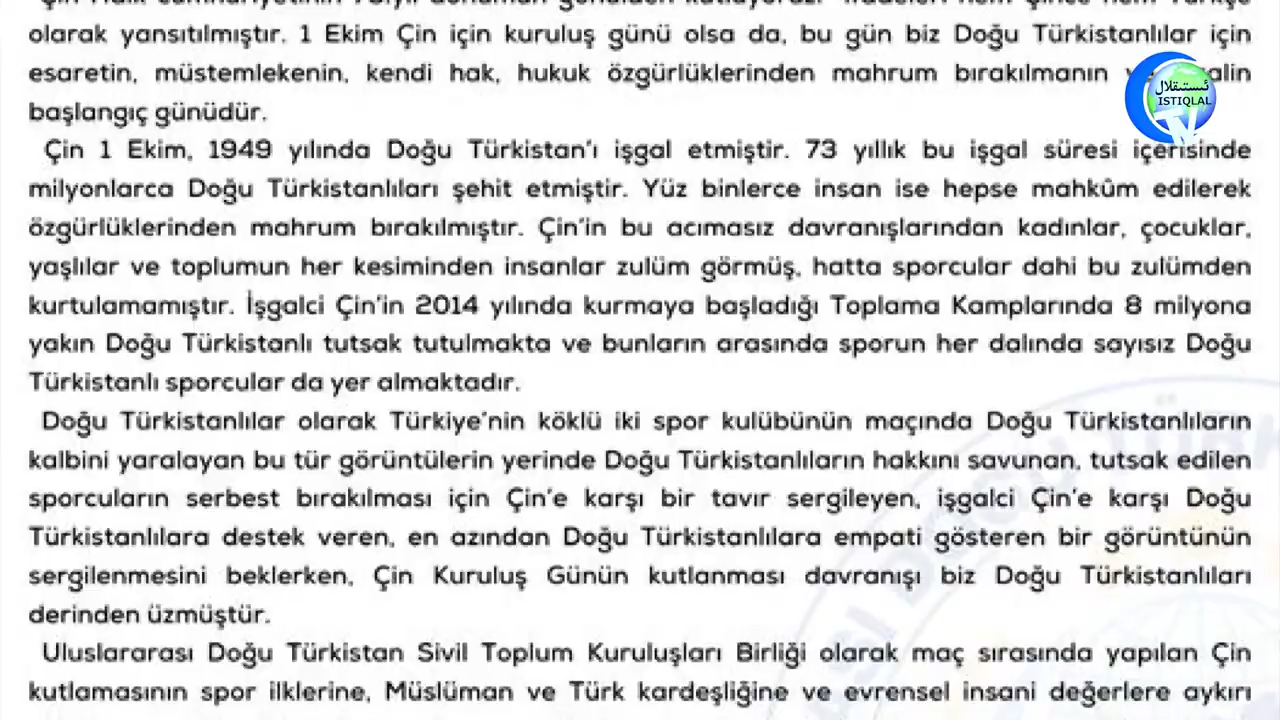 olarak yansıtılmıştır. 1 Ekim Çin için kuruluş günü olsa da, bu gün biz Doğu Türkistanlılar için
esaretin, müstemlekenin, kendi hak, hukuk özgürlüklerinden mahrum bırakılmanın
başlangıç günüdür.
Çin 1 Ekim, 1949 yılında Doğu Türkistan'ı işgal etmiştir. 73 yıllık bu işgal süresi içerisinde
milyonlarca Doğu Türkistanlıları şehit etmiştir. Yüz binlerce insan ise hepse mahkûm edilerek
özgürlüklerinden mahrum bırakılmıştır. Çin'in bu acımasız davranışlarından kadınlar, çocuklar,
yaşlılar ve toplumun her kesiminden insanlar zulüm görmüş, hatta sporcular dahi bu zulümden
kurtulamamıştır. İşgalci Çin'in 2014 yılında kurmaya başladığı Toplama Kamplarında 8 milyona
yakın Doğu Türkistanlı tutsak tutulmakta ve bunların arasında sporun her dalında sayısız Doğu
Türkistanlı sporcular da yer almaktadır.
Doğu Türkistanlılar olarak Türkiye'nin köklü iki spor kulübünün maçında Doğu Türkistanlıların
kalbini yaralayan bu tür görüntülerin yerinde Doğu Türkistanlıların hakkını savunan, tutsak edilen
sporcuların serbest bırakılması için Çin'e karşı bir tavır sergileyen, işgalci Çin'e karşı Doğu
Türkistanlılara destek veren, en azından Doğu Türkistanlılara empati gösteren bir görüntünün
sergilenmesini beklerken, Çin Kuruluş Günün kutlanması davranışı biz Doğu Türkistanlıları
derinden üzmüştür.
Uluslararası Doğu Türkistan Sivil Toplum Kuruluşları Birliği olarak maç sırasında yapılan Çin
kutlamasının spor ilklerine, Müslüman ve Türk kardeşliğine ve evrensel insani değerlere aykırı
ئىستىقلال
ISTIQLAL
TV